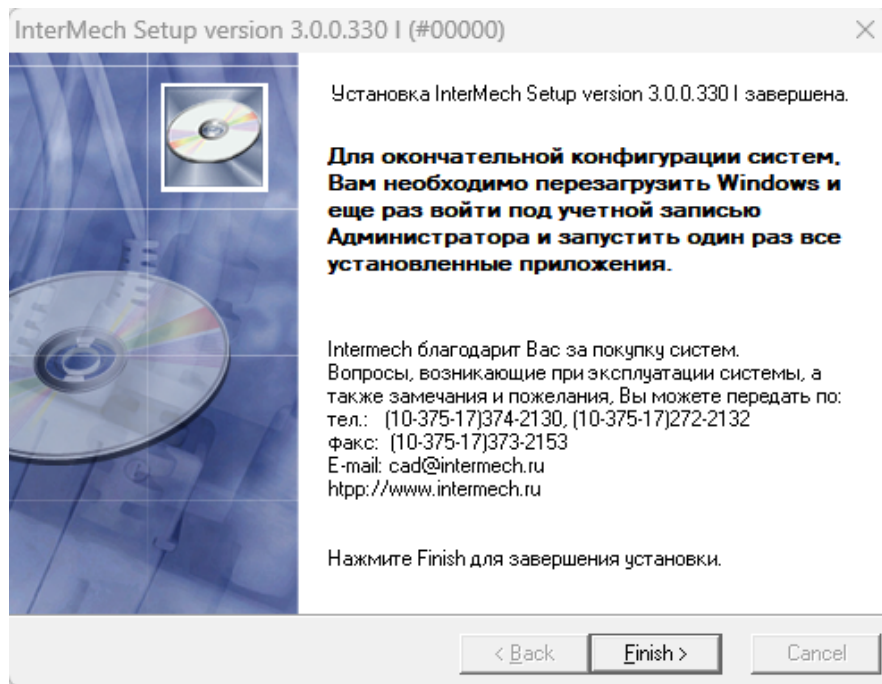 InterMech Setup version 3.0.0.330 I (#00000)
Установка InterMech Setup version 3.0.0.330 I завершена.
Для окончательной конфигурации систем,
Вам необходимо перезагрузить Windows и
еще раз войти под учетной записью
Администратора и запустить один раз все
установленные приложения.
Intermech благодарит Вас за покупку систем.
Вопросы, возникающие при эксплуатации системы, а
также замечания и пожелания, Вы можете передать по:
тел.: (10-375-17)374-2130, (10-375-17)272-2132
факс: (10-375-17)373-2153
E-mail: cad@intermech.ru
htpp://www.intermech.ru
Нажмите Finish для завершения установки.
< Back Finish > Cancel